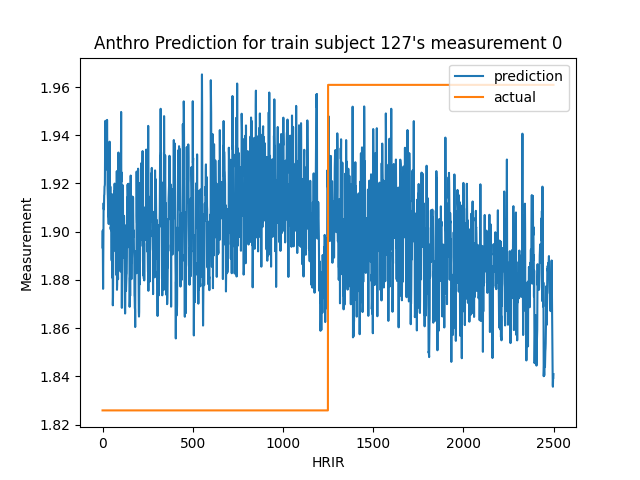 Anthro Prediction for train subject 127's measurement 0
prediction
actual
1.96
1.94
1.92
1.90
1.88
1.86
1.84
1.82
Measurement
0
500
1000
1500
2000
2500
HRIR